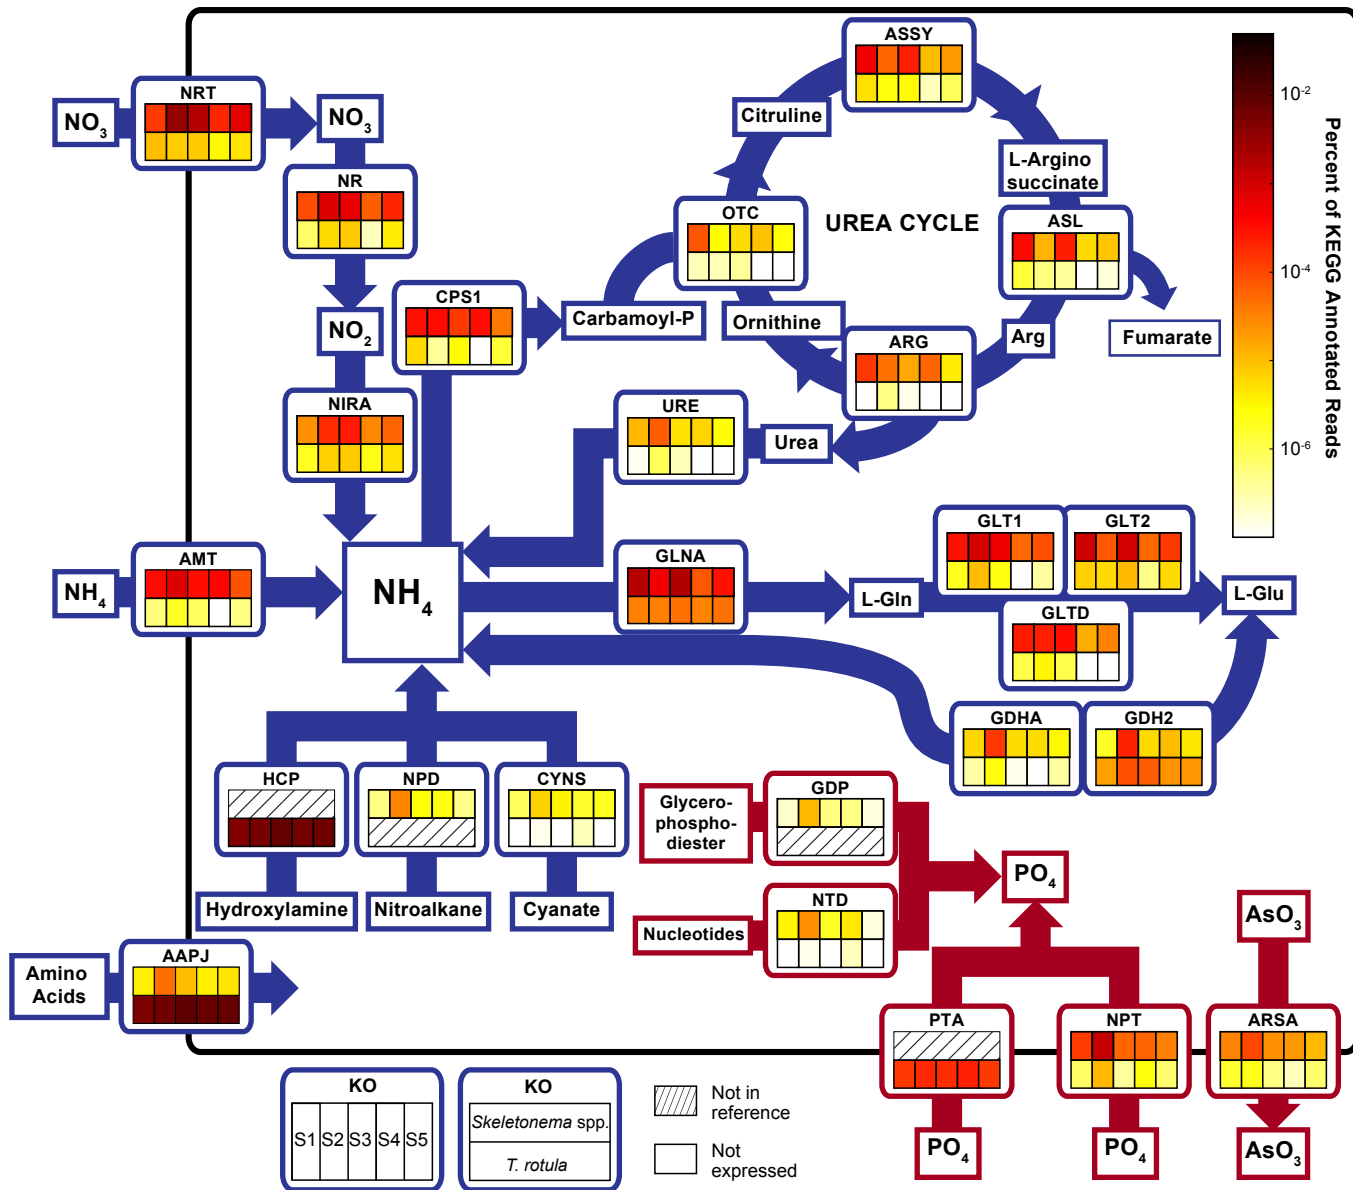 ASSY
NRT
NO3
NO3
Citruline
L-Argino
succinate
NR
OTC
UREA CYCLE
ASL
CPS1
NO2
Carbamoyl-P
Ornithine
Arg
Fumarate
ARG
NIRA
URE
Urea
AMT
NH4
NH4
GLNA
L-Gln
GLT1
GLT2
L-Glu
GLTD
GDHA
GDH2
HCP
NPD
CYNS
Hydroxylamine
Nitroalkane
Cyanate
Glycero-
phospho-
diester
GDP
Nucleotides
NTD
PO4
AsO3
Amino
Acids
AAPJ
PTA
NPT
ARSA
PO4
PO4
AsO3
KO
S1 S2 S3 S4 S5
KO
Skeletonema spp.
T. rotula
Not in
reference
Not
expressed
10-2
10-4
10-6
Percent of KEGG Annotated Reads